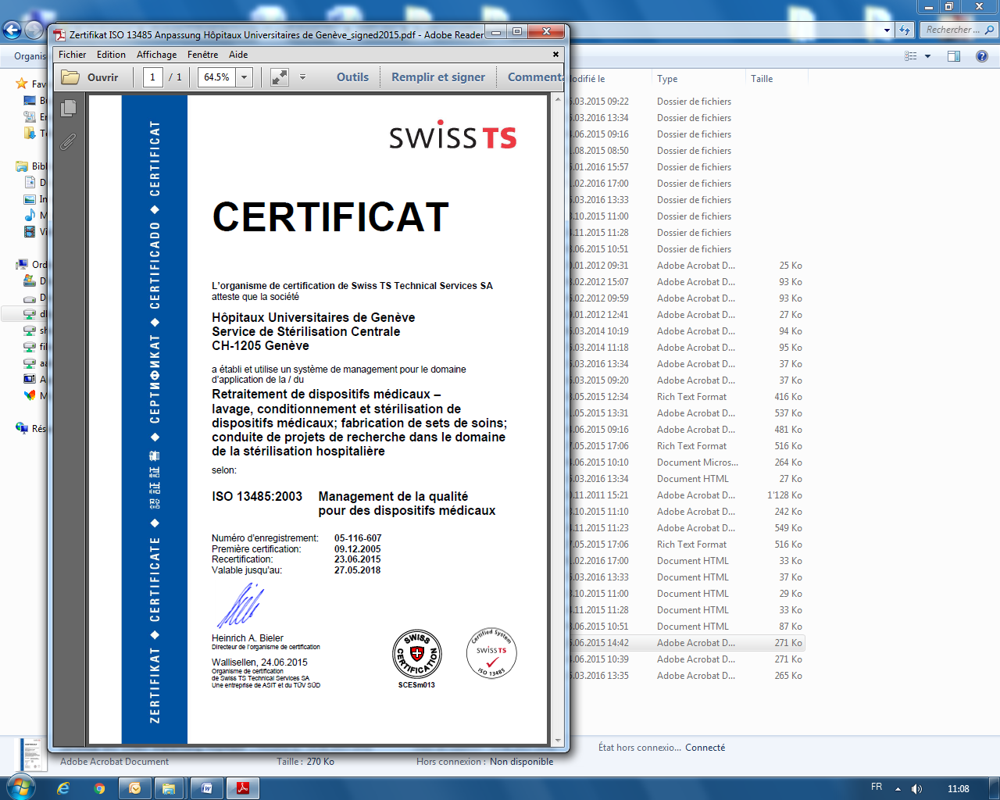 Zertifikat ISO 13485 Anpassung Hôpitaux Universitaires de Genève_signed2015.pdf - Adobe Reader
Rechercher ...
Fichier Edition Affichage Fenêtre Aide
Ouvrir 1 / 1 64.5% Outils Remplir et signer
Type Taille
ZERTIFIKAT ◆ CERTIFICATE ◆ 認証証書 ◆ СЕРТИФИКАТ ◆ CERTIFICADO ◆ CERTIFICAT
swiss TS
CERTIFICAT
L'organisme de certification de Swiss TS Technical Services SA
atteste que la société
Hôpitaux Universitaires de Genève
Service de Stérilisation Centrale
CH-1205 Genève
a établi et utilise un système de management pour le domaine
d'application de la / du
Retraitement de dispositifs médicaux –
lavage, conditionnement et stérilisation de
dispositifs médicaux; fabrication de sets de soins;
conduite de projets de recherche dans le domaine
de la stérilisation hospitalière
selon:
ISO 13485:2003 Management de la qualité
pour des dispositifs médicaux
Numéro d'enregistrement: 05-116-607
Première certification: 09.12.2005
Recertification: 23.06.2015
Valable jusqu'au: 27.05.2018
Heinrich A. Bieler
Directeur de l'organisme de certification
Wallisellen, 24.06.2015
Organisme de certification
de Swiss TS Technical Services SA
Une entreprise de ASIT et du TÜV SÜD
SWISS CERTIFICATION
SCESm013
Certified System
swiss TS
ISO 13485
03.2015 09:22 Dossier de fichiers
03.2016 13:34 Dossier de fichiers
06.2015 09:16 Dossier de fichiers
08.2015 08:50 Dossier de fichiers
01.2016 15:57 Dossier de fichiers
02.2016 17:00 Dossier de fichiers
03.2016 13:33 Dossier de fichiers
10.2015 11:00 Dossier de fichiers
11.2015 11:28 Dossier de fichiers
06.2015 10:51 Dossier de fichiers
01.2012 09:31 Adobe Acrobat D... 25 Ko
02.2012 15:07 Adobe Acrobat D... 93 Ko
02.2012 09:59 Adobe Acrobat D... 93 Ko
01.2012 12:41 Adobe Acrobat D... 27 Ko
03.2014 10:19 Adobe Acrobat D... 94 Ko
03.2014 11:18 Adobe Acrobat D... 95 Ko
03.2016 13:34 Adobe Acrobat D... 37 Ko
03.2015 09:20 Adobe Acrobat D... 37 Ko
05.2015 12:34 Rich Text Format 416 Ko
05.2015 13:31 Adobe Acrobat D... 537 Ko
06.2015 09:16 Adobe Acrobat D... 481 Ko
05.2015 17:06 Rich Text Format 516 Ko
06.2015 10:10 Document Micros... 264 Ko
03.2016 13:34 Document HTML 27 Ko
11.2011 15:21 Adobe Acrobat D... 1'128 Ko
10.2015 11:10 Adobe Acrobat D... 242 Ko
11.2015 11:23 Adobe Acrobat D... 549 Ko
05.2015 17:06 Rich Text Format 516 Ko
02.2016 17:00 Document HTML 33 Ko
03.2016 13:33 Document HTML 37 Ko
10.2015 11:00 Document HTML 29 Ko
11.2015 11:28 Document HTML 33 Ko
06.2015 10:51 Document HTML 87 Ko
06.2015 14:42 Adobe Acrobat D... 271 Ko
06.2015 10:39 Adobe Acrobat D... 271 Ko
03.2016 13:35 Adobe Acrobat D... 265 Ko
État hors connexio... Connecté
Adobe Acrobat Document Taille : 270 Ko Hors connexion : Non disponible
FR 11:08